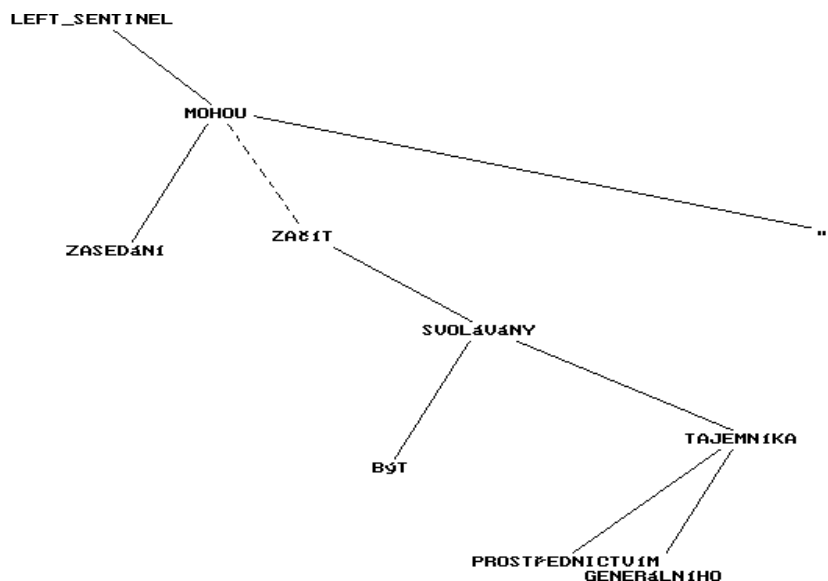 LEFT_SENTINEL
MOHOU
ZASEDáNí
ZAčíT
"
SVOLáVáNY
BýT
TAJEMNíKA
PROSTřEDNICTVíM
GENERáLNíHO